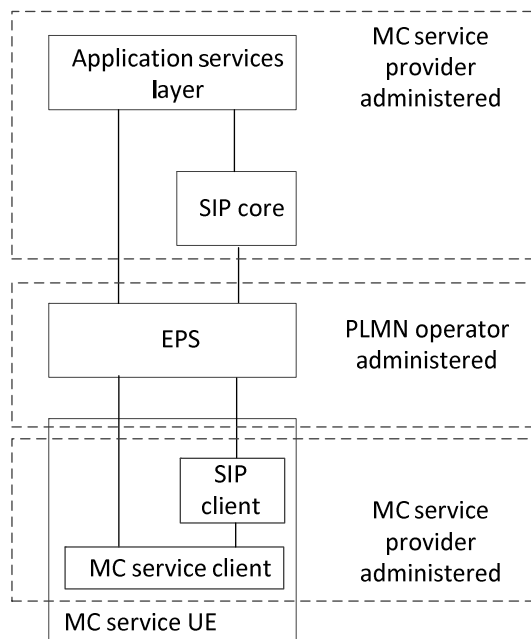 Application services
layer
MC service
provider
administered
SIP core
EPS
PLMN operator
administered
SIP
client
MC service client
MC service
provider
administered
MC service UE